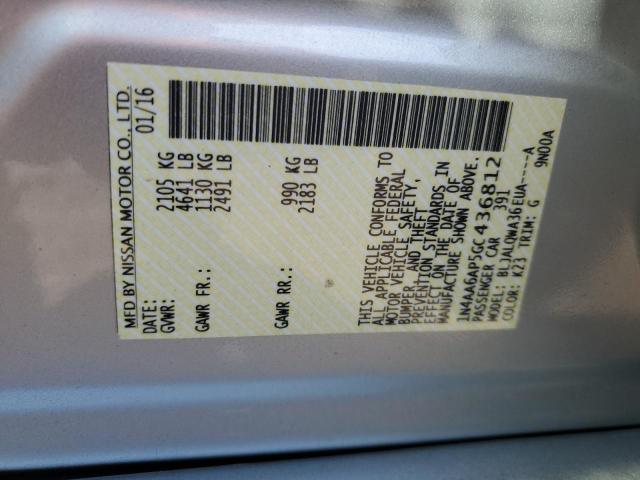 MFD BY NISSAN MOTOR CO., LTD.
DATE: 01/16
GVWR: 2105 KG
4641 LB
GAWR FR.: 1130 KG
2491 LB
GAWR RR.: 990 KG
2183 LB
THIS VEHICLE CONFORMS TO
ALL APPLICABLE FEDERAL
MOTOR VEHICLE SAFETY,
BUMPER, AND THEFT
PREVENTION STANDARDS IN
EFFECT ON THE DATE OF
MANUFACTURE SHOWN ABOVE.
1N4AA6AP5GC436812
PASSENGER CAR 391
MODEL: BLJALQWA36EUA----A
COLOR: K23 TRIM: G 9N00A